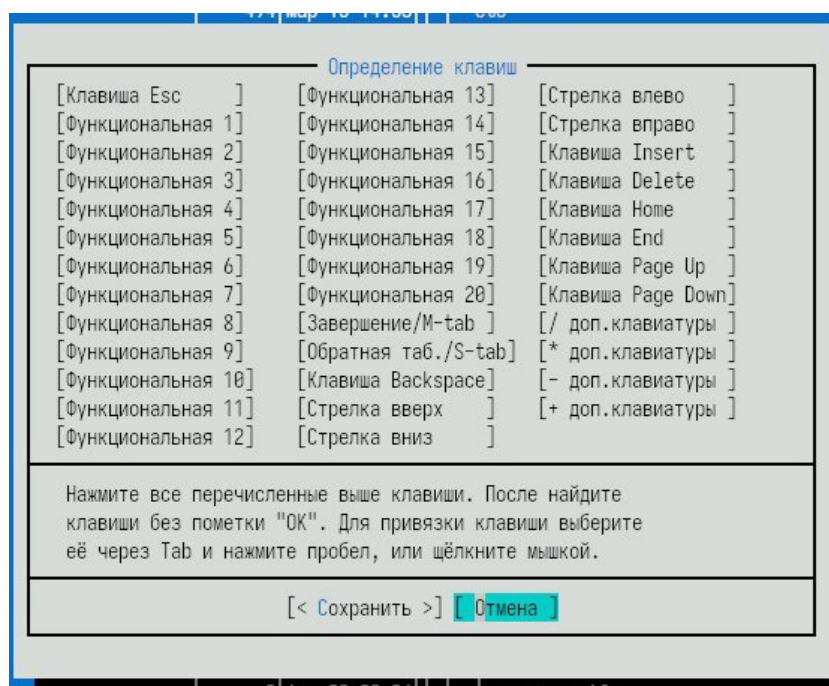 Определение клавиш
[Клавиша Esc ] [Функциональная 13] [Стрелка влево ]
[Функциональная 1] [Функциональная 14] [Стрелка вправо ]
[Функциональная 2] [Функциональная 15] [Клавиша Insert ]
[Функциональная 3] [Функциональная 16] [Клавиша Delete ]
[Функциональная 4] [Функциональная 17] [Клавиша Home ]
[Функциональная 5] [Функциональная 18] [Клавиша End ]
[Функциональная 6] [Функциональная 19] [Клавиша Page Up ]
[Функциональная 7] [Функциональная 20] [Клавиша Page Down]
[Функциональная 8] [Завершение/M-tab ] [/ доп.клавиатуры ]
[Функциональная 9] [Обратная таб./S-tab] [* доп.клавиатуры ]
[Функциональная 10] [Клавиша Backspace] [- доп.клавиатуры ]
[Функциональная 11] [Стрелка вверх ] [+ доп.клавиатуры ]
[Функциональная 12] [Стрелка вниз ]
Нажмите все перечисленные выше клавиши. После найдите
клавиши без пометки "OK". Для привязки клавиши выберите
её через Tab и нажмите пробел, или щёлкните мышкой.
[< Сохранить >] [ Отмена ]